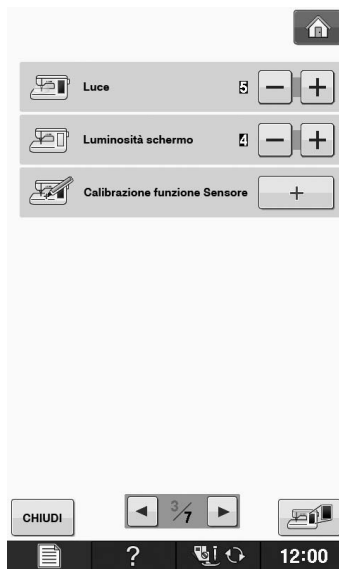 Luce 5
Luminosità schermo 4
Calibrazione funzione Sensore
CHIUDI 3/7
? 12:00